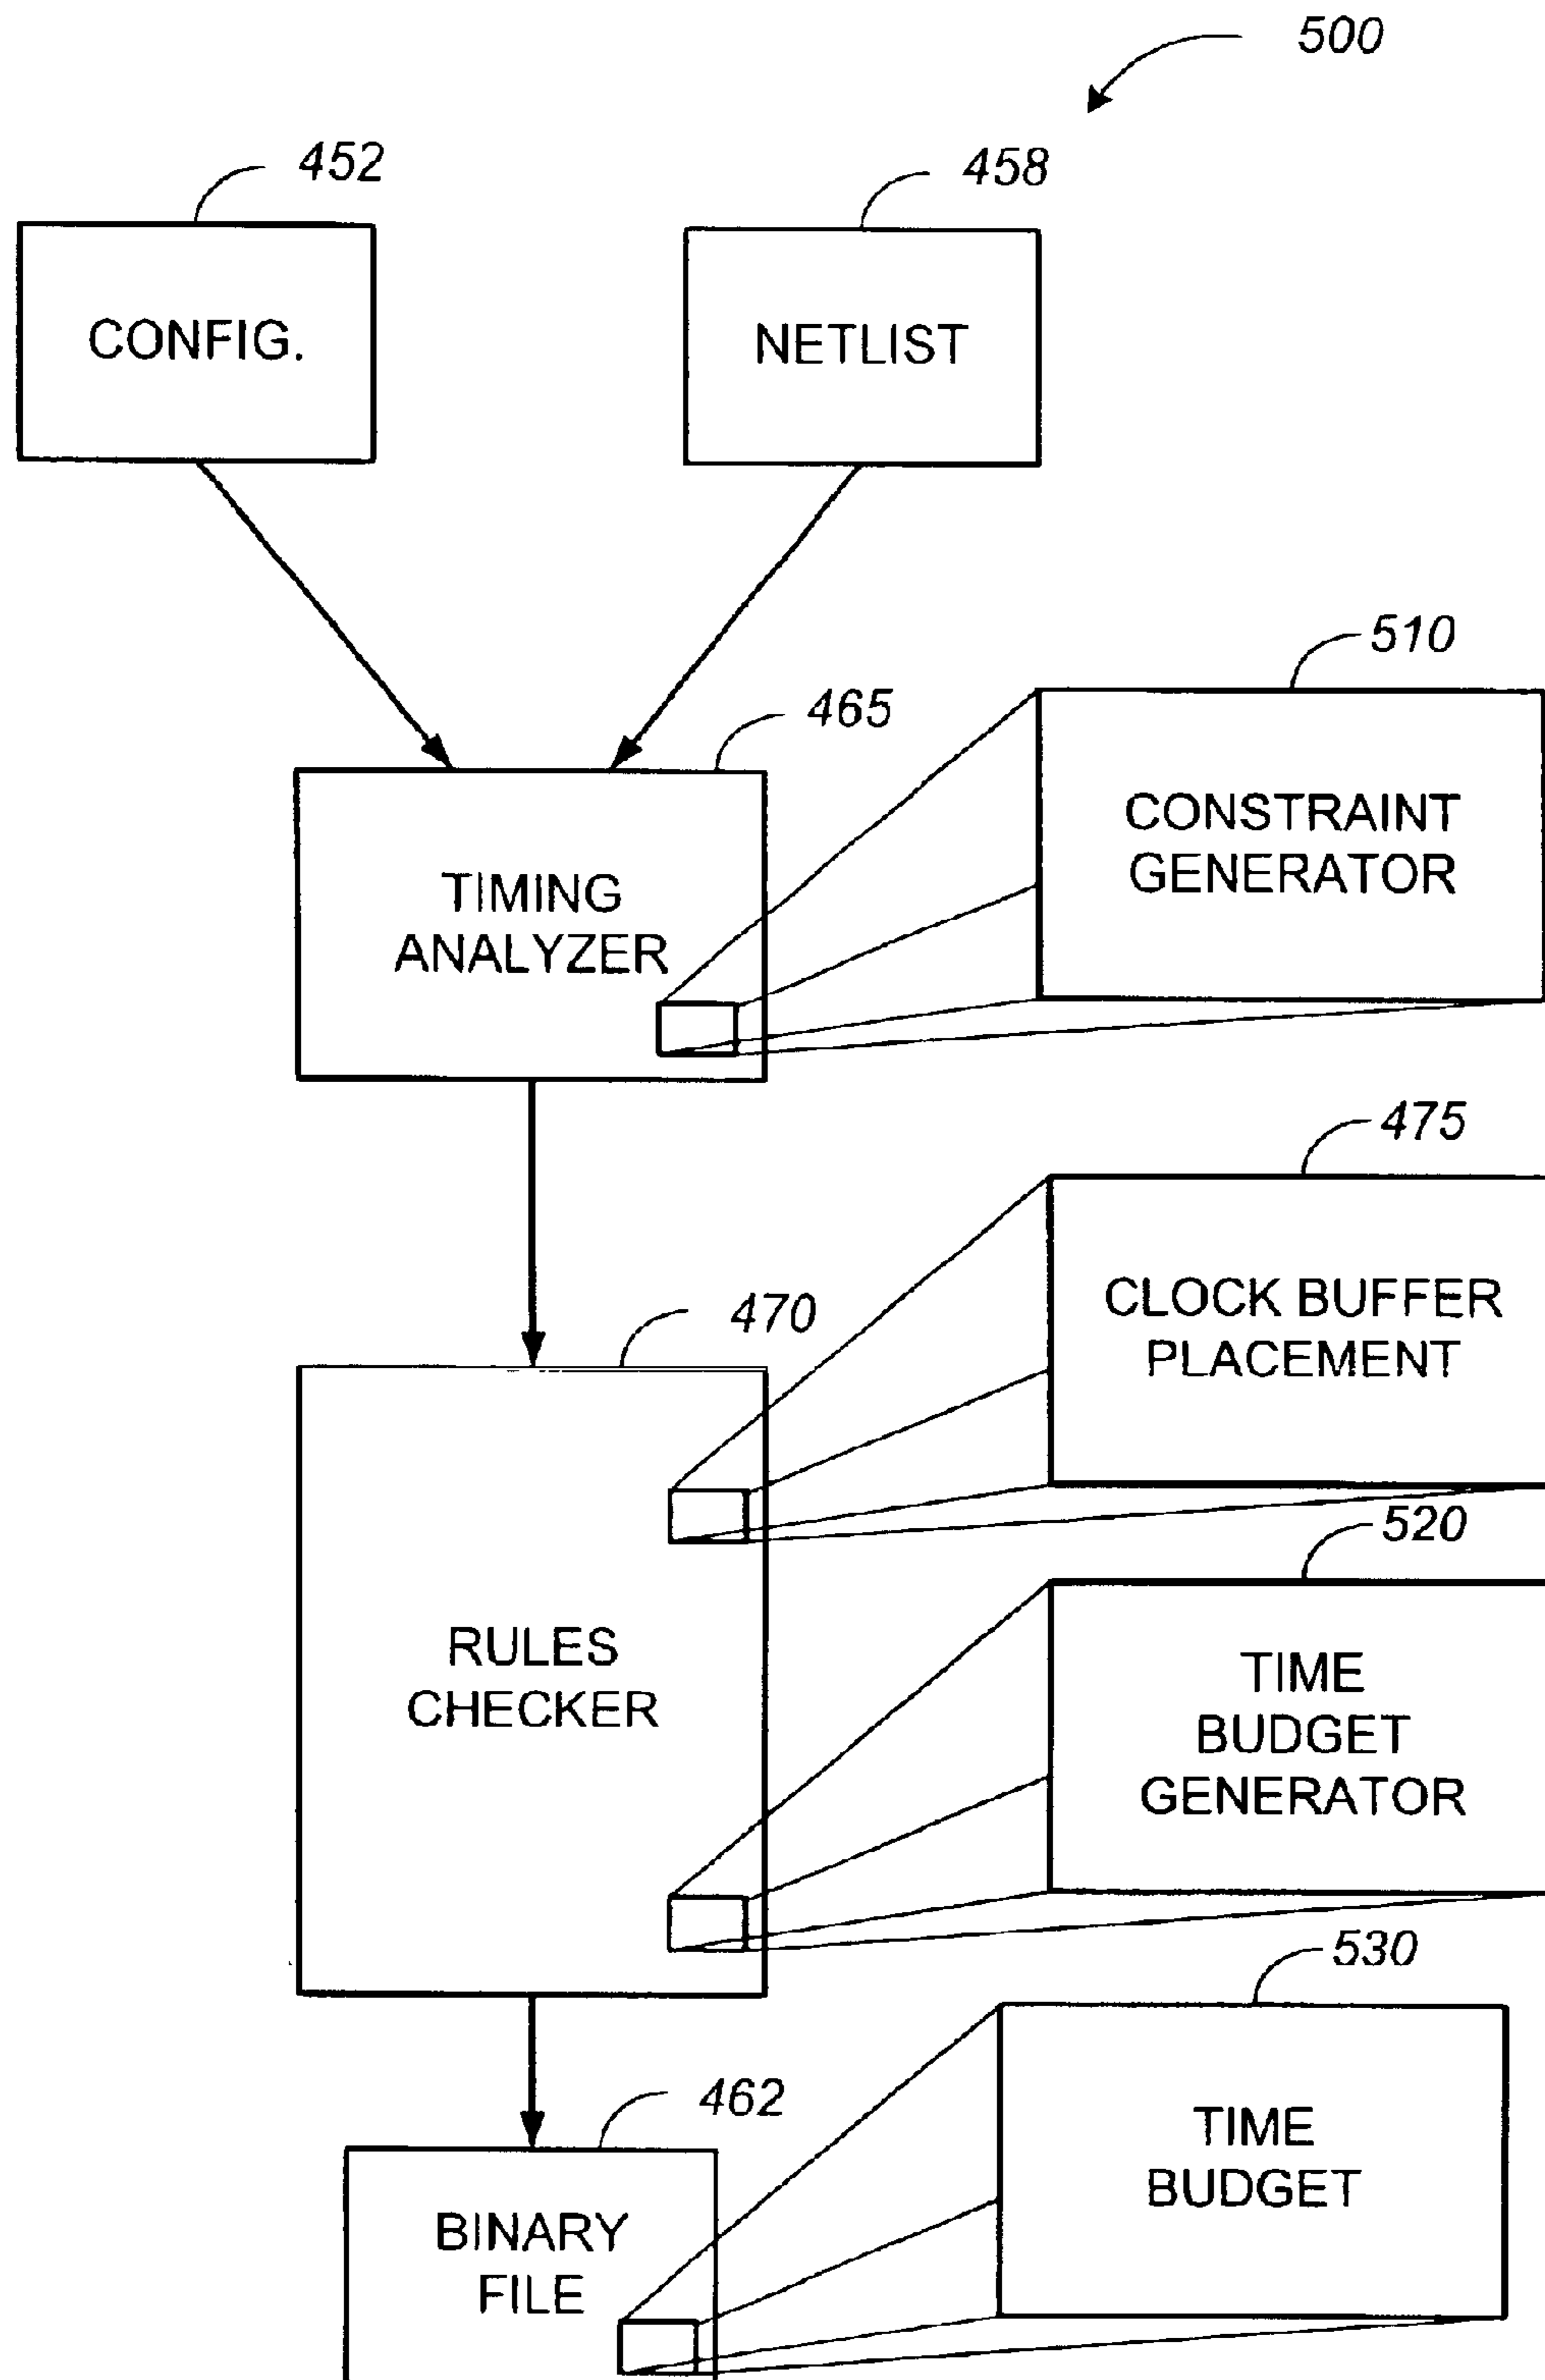 500
452
458
CONFIG.
NETLIST
510
465
CONSTRAINT
GENERATOR
TIMING
ANALYZER
475
CLOCK BUFFER
PLACEMENT
470
520
RULES
CHECKER
TIME
BUDGET
GENERATOR
530
462
TIME
BUDGET
BINARY
FILE